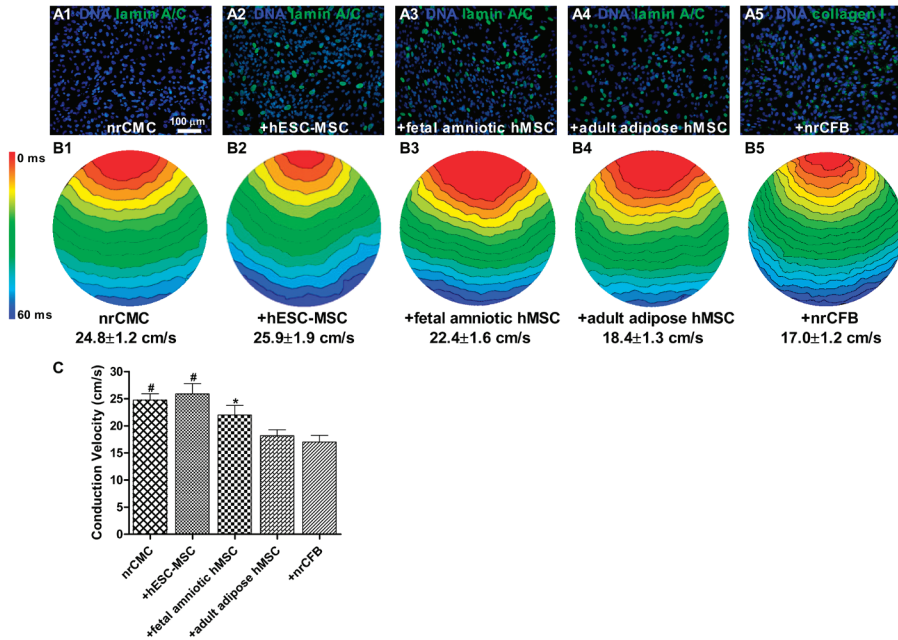 A1 DNA lamin A/C
nrCMC
100 µm
A2 DNA lamin A/C
+hESC-MSC
A3 DNA lamin A/C
+fetal amniotic hMSC
A4 DNA lamin A/C
+adult adipose hMSC
A5 DNA collagen I
+nrCFB
0 ms
60 ms
B1
nrCMC
24.8±1.2 cm/s
B2
+hESC-MSC
25.9±1.9 cm/s
B3
+fetal amniotic hMSC
22.4±1.6 cm/s
B4
+adult adipose hMSC
18.4±1.3 cm/s
B5
+nrCFB
17.0±1.2 cm/s
C
Conduction Velocity (cm/s)
30
25
20
15
10
5
0
#
#
*
nrCMC
+hESC-MSC
+fetal amniotic hMSC
+adult adipose hMSC
+nrCFB